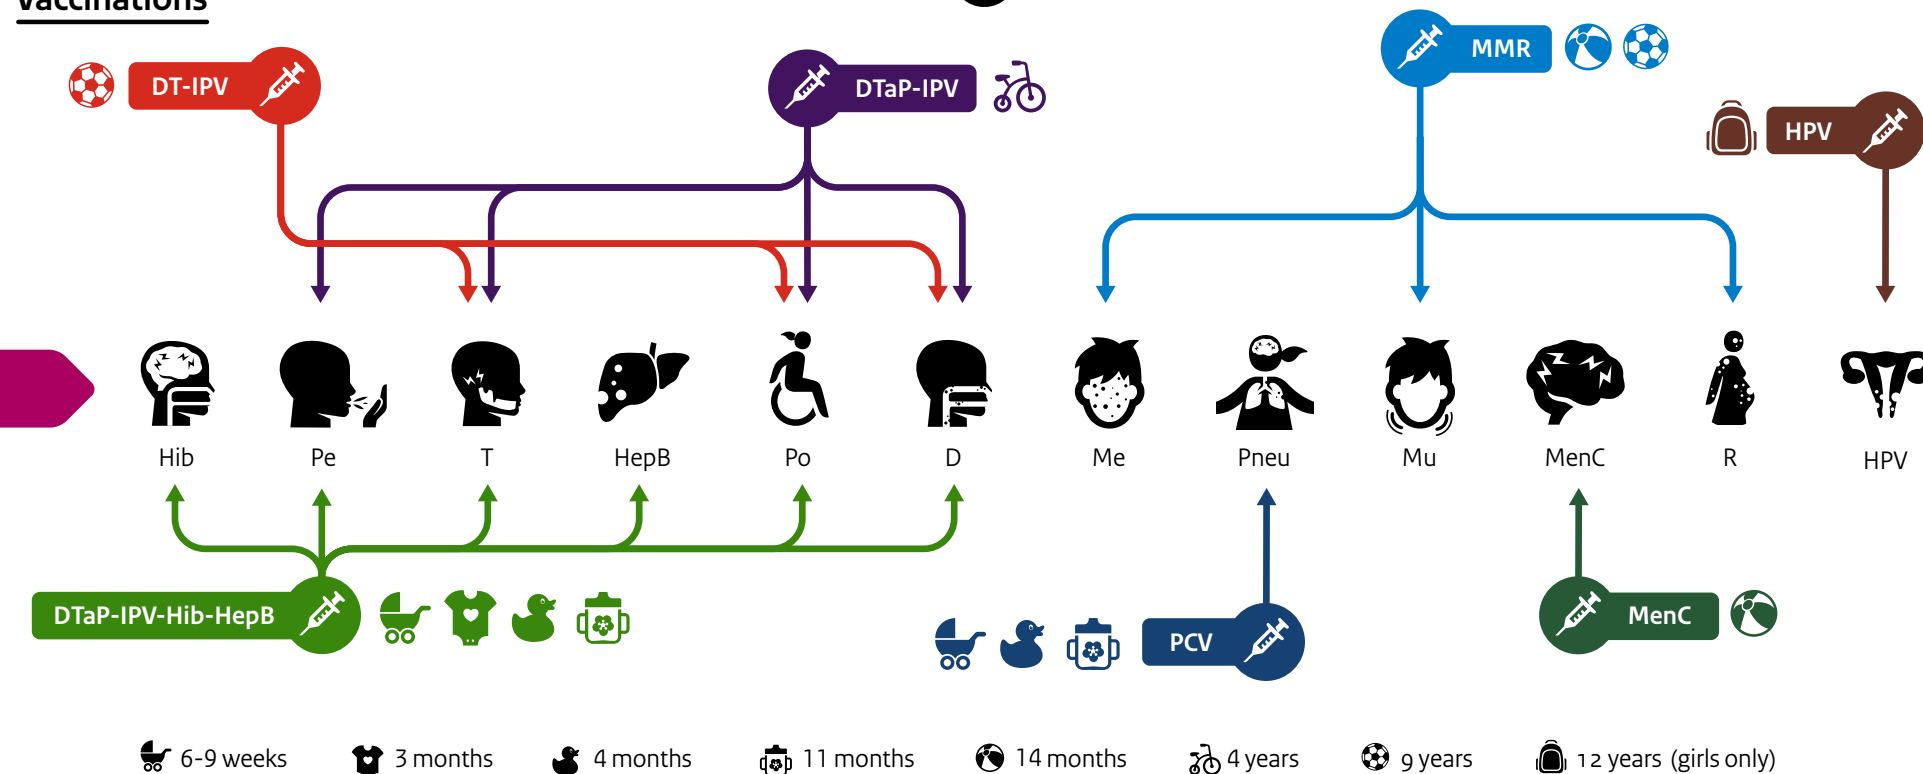 Vaccinations
DT-IPV
DTaP-IPV
MMR
HPV
Hib
Pe
T
HepB
Po
D
Me
Pneu
Mu
MenC
R
HPV
DTaP-IPV-Hib-HepB
PCV
MenC
6-9 weeks
3 months
4 months
11 months
14 months
4 years
9 years
12 years (girls only)